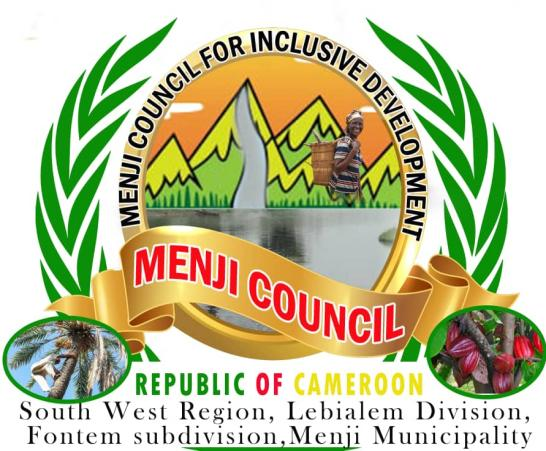 MENJI COUNCIL FOR INCLUSIVE DEVELOPMENT
MENJI COUNCIL
REPUBLIC OF CAMEROON
South West Region, Lebialem Division,
Fontem subdivision,Menji Municipality